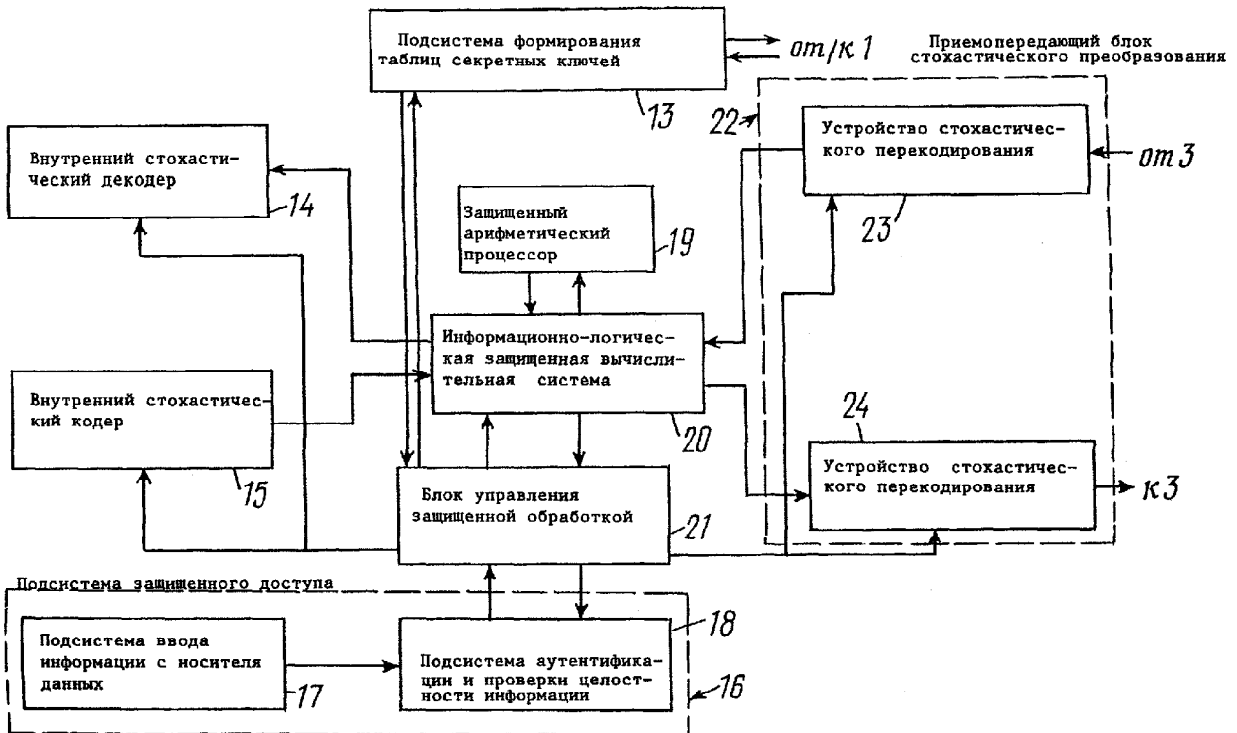 Подсистема формирования
таблиц секретных ключей
13
от/к 1
Приемопередающий блок
стохастического преобразования
22
Устройство стохастичес-
кого перекодирования
23
от 3
Внутренний стохасти-
ческий декодер
14
Защищенный
арифметический
процессор
19
Информационно-логичес-
кая защищенная вычисли-
тельная система
20
Внутренний стохастичес-
кий кодер
15
24
Устройство стохастичес-
кого перекодирования
к 3
Блок управления
защищенной обработкой
21
Подсистема защищенного доступа
Подсистема ввода
информации с носителя
данных
17
18
Подсистема аутентифика-
ции и проверки целост-
ности информации
16